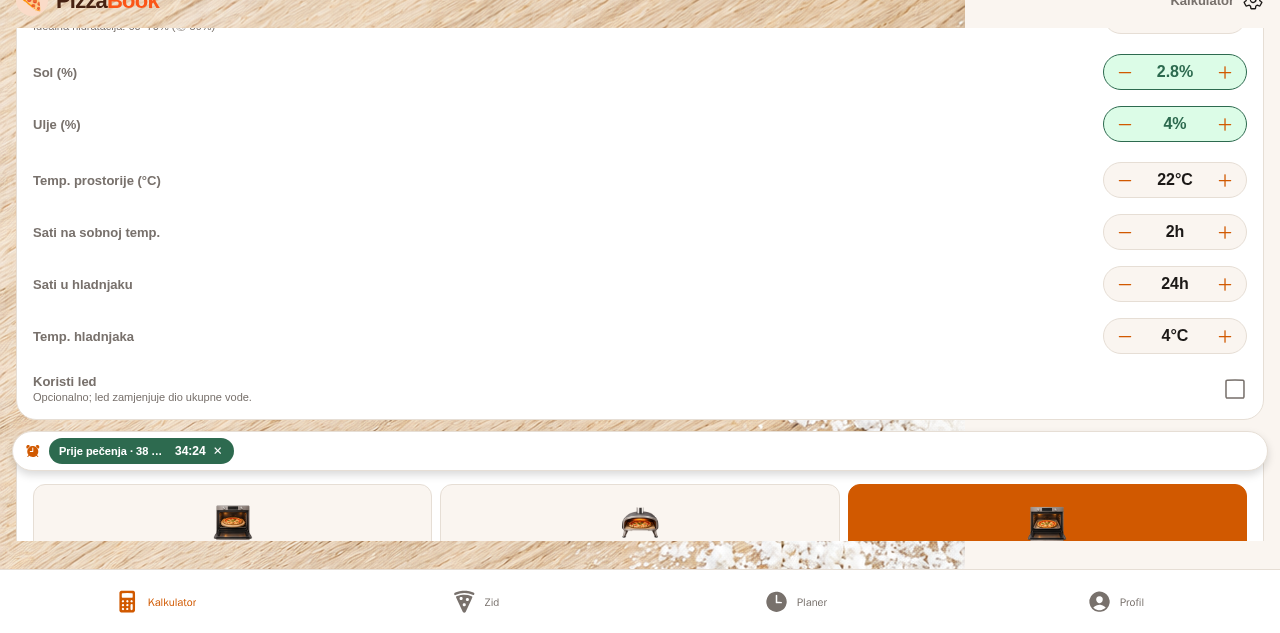 PizzaBook
Kalkulator
Sol (%)
2.8%
Ulje (%)
4%
Temp. prostorije (°C)
22°C
Sati na sobnoj temp.
2h
Sati u hladnjaku
24h
Temp. hladnjaka
4°C
Koristi led
Opcionalno; led zamjenjuje dio ukupne vode.
Prije pečenja · 38 ... 34:24
Kalkulator
Zid
Planer
Profil